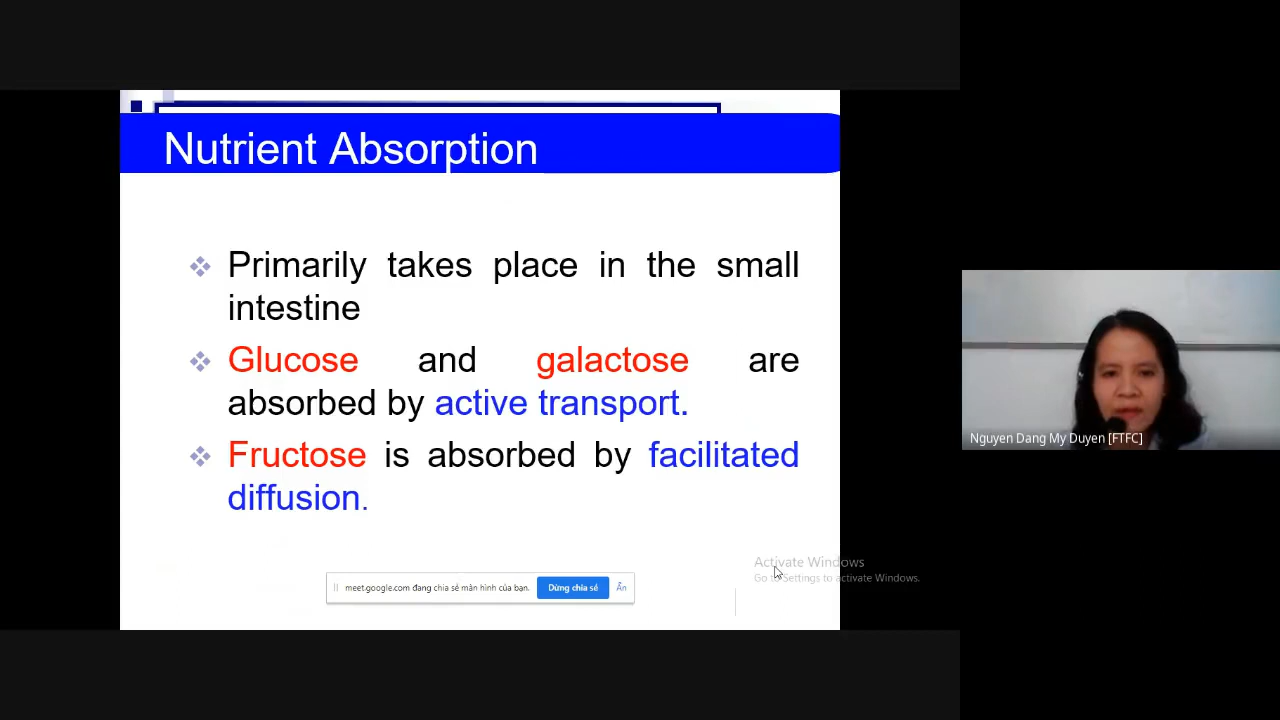 Nutrient Absorption
Primarily takes place in the small
intestine
Glucose and galactose are
absorbed by active transport.
Fructose is absorbed by facilitated
diffusion.
Activate Windows
Go to Settings to activate Windows.
meet.google.com đang chia sẻ màn hình của bạn.
Dừng chia sẻ
Ẩn
Nguyen Dang My Duyen [FTFC]